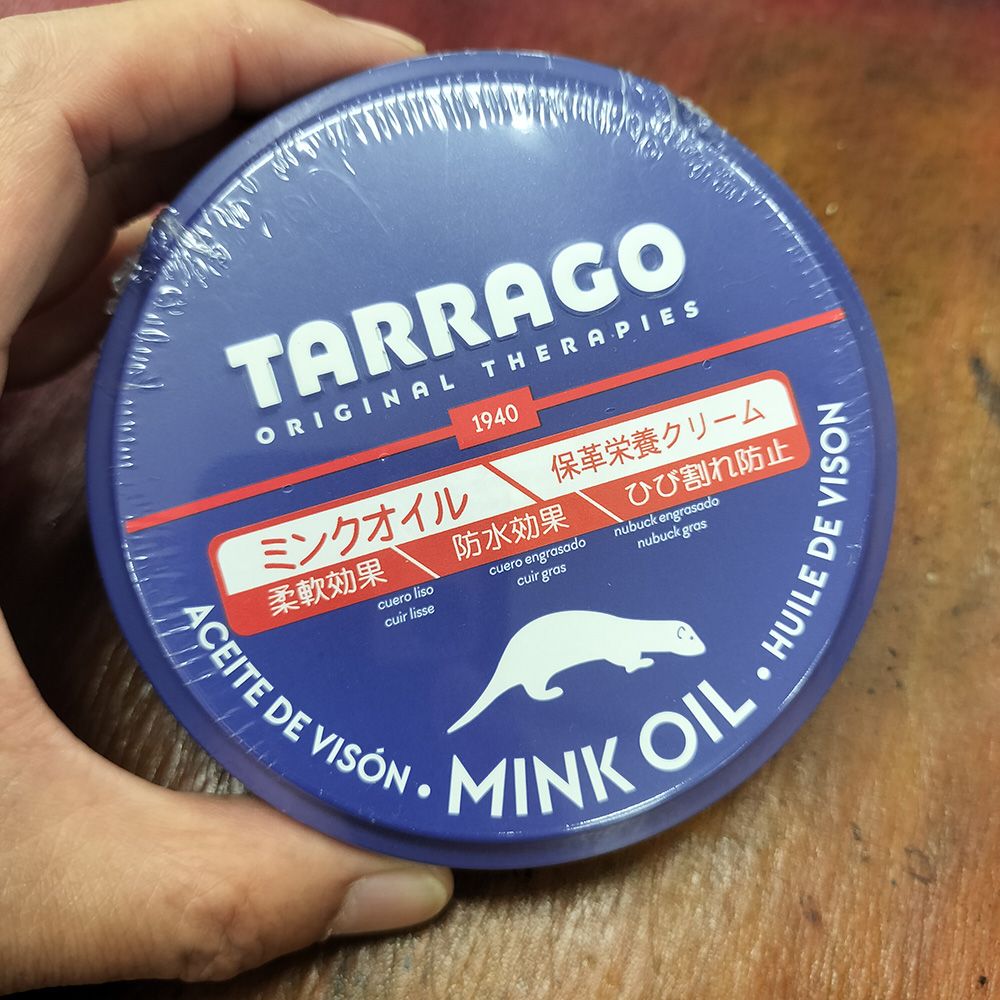 TARRAGO
ORIGINAL THERAPIES
1940
ミンクオイル 保革栄養クリーム
柔軟効果 防水効果 ひび割れ防止
cuero liso
cuir lisse
cuero engrasado
cuir gras
nubuck engrasado
nubuck gras
ACEITE DE VISÓN • MINK OIL • HUILE DE VISON